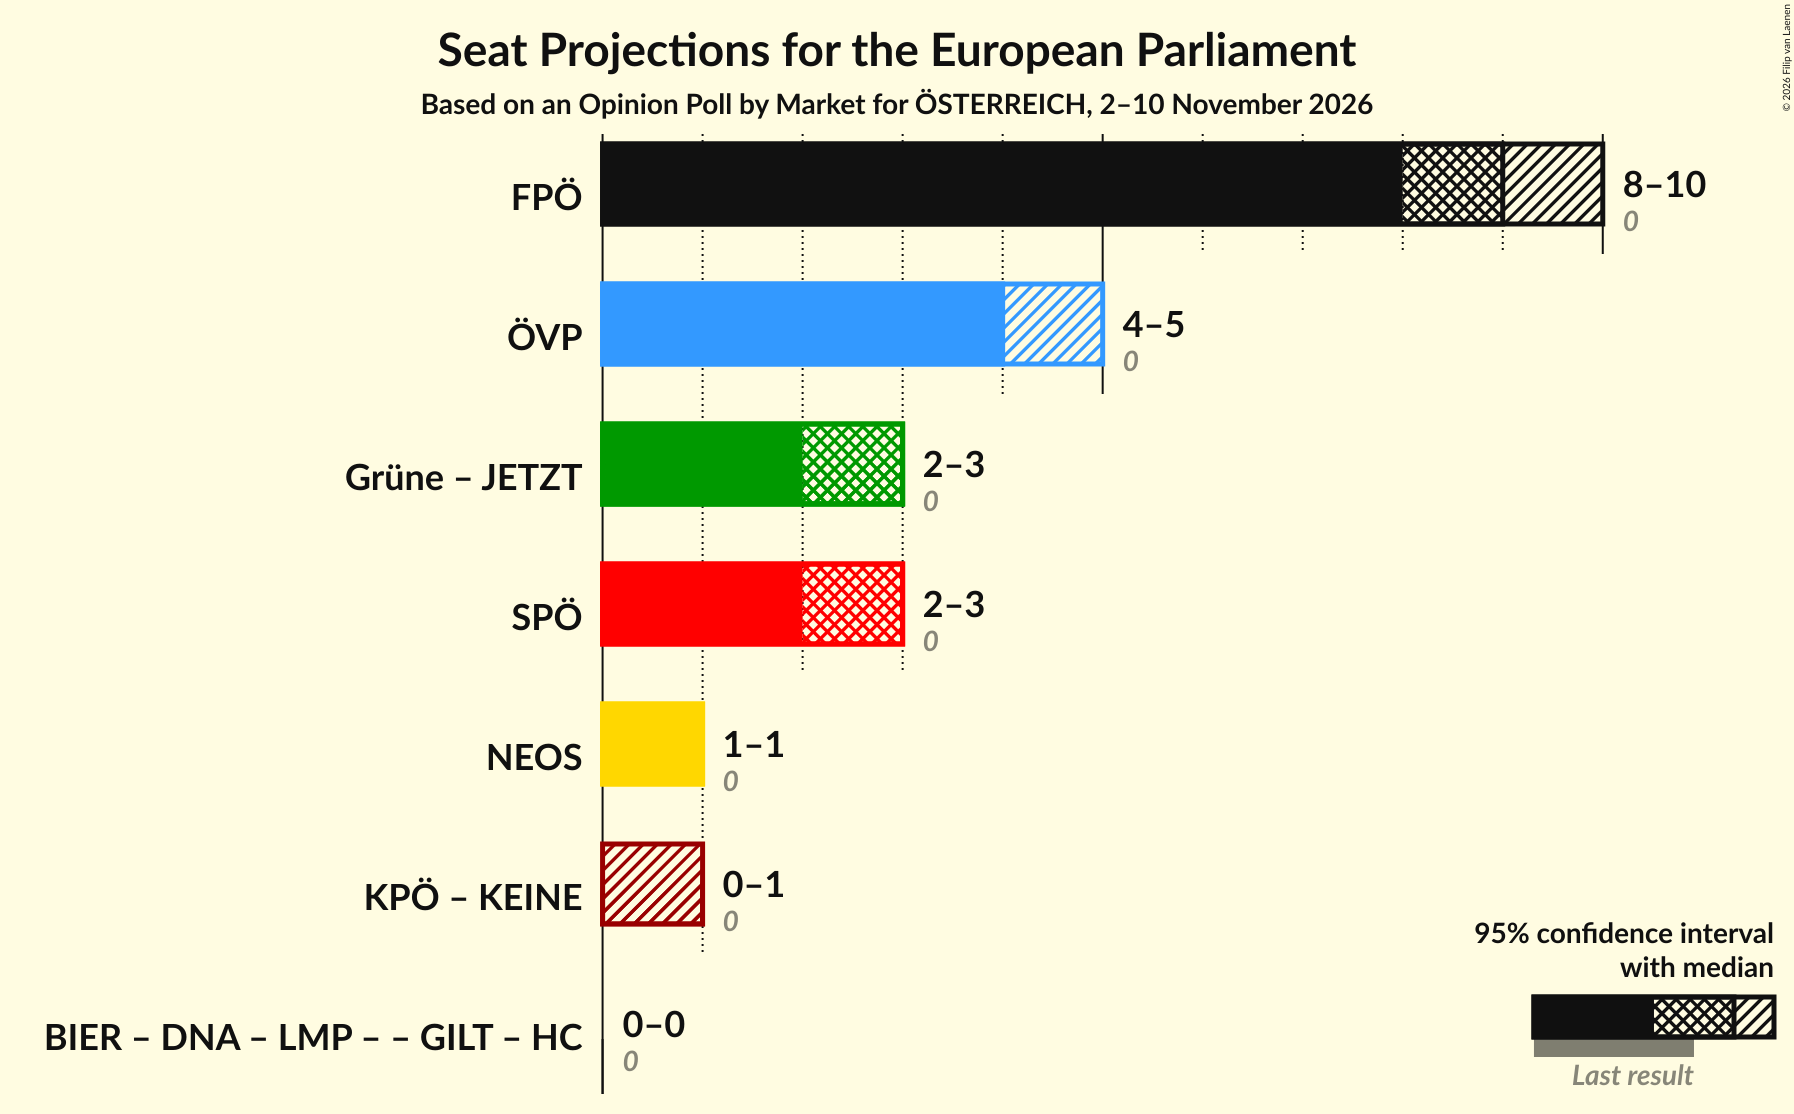 Seat Projections for the European Parliament
Based on an Opinion Poll by Market for ÖSTERREICH, 2–10 November 2026
© 2026 Filip van Laenen
FPÖ
8–10
0
ÖVP
4–5
0
Grüne – JETZT
2–3
0
SPÖ
2–3
0
NEOS
1–1
0
KPÖ – KEINE
0–1
0
BIER – DNA – LMP – – GILT – HC
0–0
0
95% confidence interval
with median
Last result